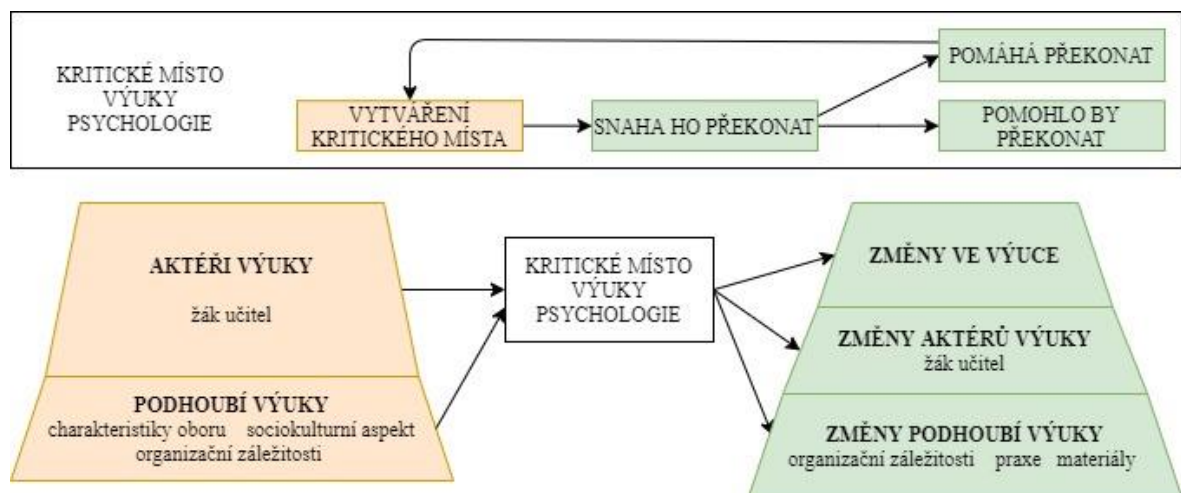 KRITICKÉ MÍSTO
VÝUKY
PSYCHOLOGIE
VYTVÁŘENÍ
KRITICKÉHO MÍSTA
SNAHA HO PŘEKONAT
POMÁHÁ PŘEKONAT
POMOHLO BY
PŘEKONAT
AKTÉŘI VÝUKY
žák učitel
PODHOUBÍ VÝUKY
charakteristiky oboru sociokulturní aspekt
organizační záležitosti
KRITICKÉ MÍSTO
VÝUKY
PSYCHOLOGIE
ZMĚNY VE VÝUCE
ZMĚNY AKTÉRŮ VÝUKY
žák učitel
ZMĚNY PODHOUBÍ VÝUKY
organizační záležitosti praxe materiály